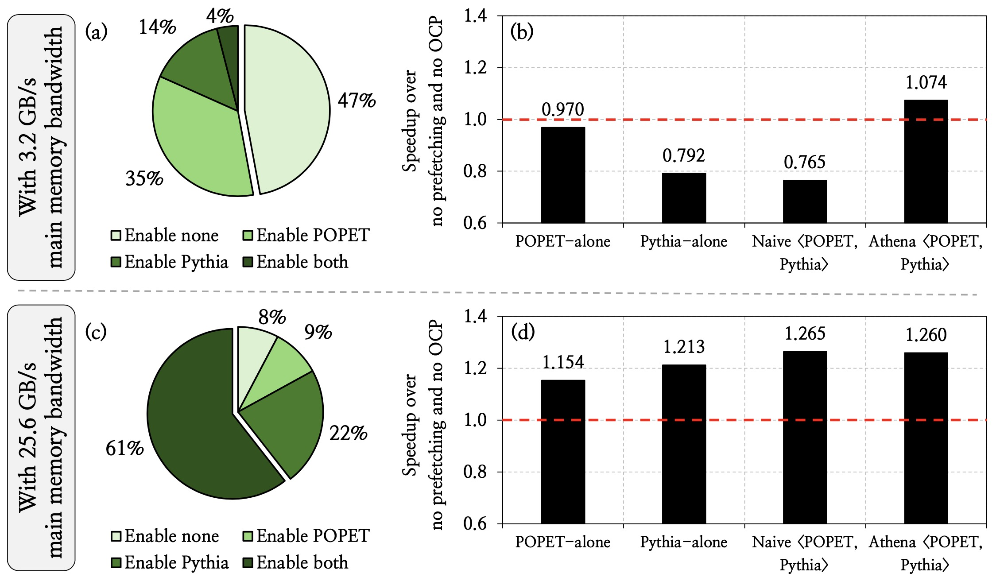 With 3.2 GB/s
main memory bandwidth
(a)
4%
14%
47%
35%
Enable none
Enable POPET
Enable Pythia
Enable both
Speedup over
no prefetching and no OCP
(b)
1.4
1.2
1.0
0.8
0.6
0.970
0.792
0.765
1.074
POPET-alone
Pythia-alone
Naive 〈POPET,
Pythia〉
Athena 〈POPET,
Pythia〉
With 25.6 GB/s
main memory bandwidth
(c)
8%
9%
22%
61%
Enable none
Enable POPET
Enable Pythia
Enable both
Speedup over
no prefetching and no OCP
(d)
1.4
1.2
1.0
0.8
0.6
1.154
1.213
1.265
1.260
POPET-alone
Pythia-alone
Naive 〈POPET,
Pythia〉
Athena 〈POPET,
Pythia〉